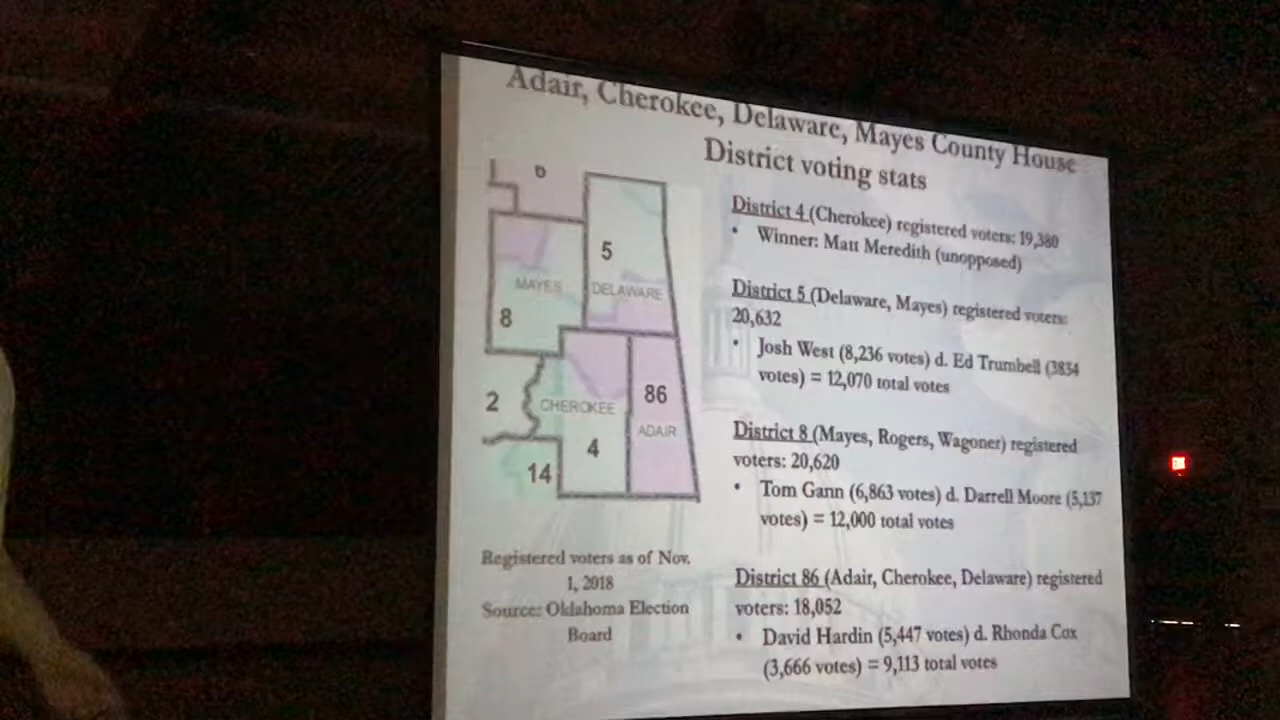 Adair, Cherokee, Delaware, Mayes County House
District voting stats
5
MAYES
DELAWARE
8
2
CHEROKEE
86
ADAIR
4
14
Registered voters as of Nov.
1, 2018
Source: Oklahoma Election
Board
District 4 (Cherokee) registered voters: 19,380
• Winner: Matt Meredith (unopposed)
District 5 (Delaware, Mayes) registered voters:
20,632
• Josh West (8,236 votes) d. Ed Trumbell (3834
votes) = 12,070 total votes
District 8 (Mayes, Rogers, Wagoner) registered
voters: 20,620
• Tom Gann (6,863 votes) d. Darrell Moore (5,137
votes) = 12,000 total votes
District 86 (Adair, Cherokee, Delaware) registered
voters: 18,052
• David Hardin (5,447 votes) d. Rhonda Cox
(3,666 votes) = 9,113 total votes